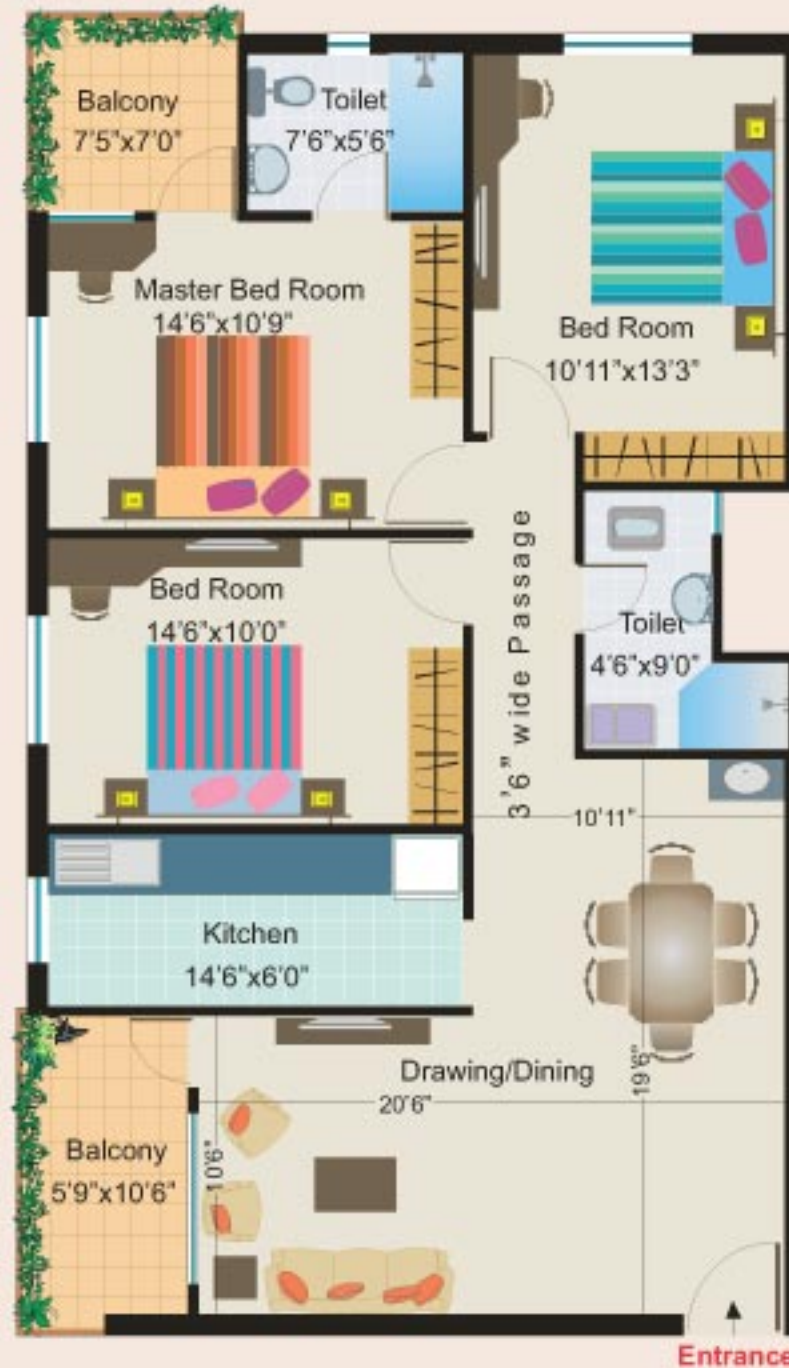 Balcony
7'5"x7'0"
Toilet
7'6"x5'6"
Master Bed Room
14'6"x10'9"
Bed Room
10'11"x13'3"
Bed Room
14'6"x10'0"
3'6" wide Passage
Toilet
4'6"x9'0"
10'11"
Kitchen
14'6"x6'0"
Drawing/Dining
20'6"
19'6"
10'6"
Balcony
5'9"x10'6"
Entrance